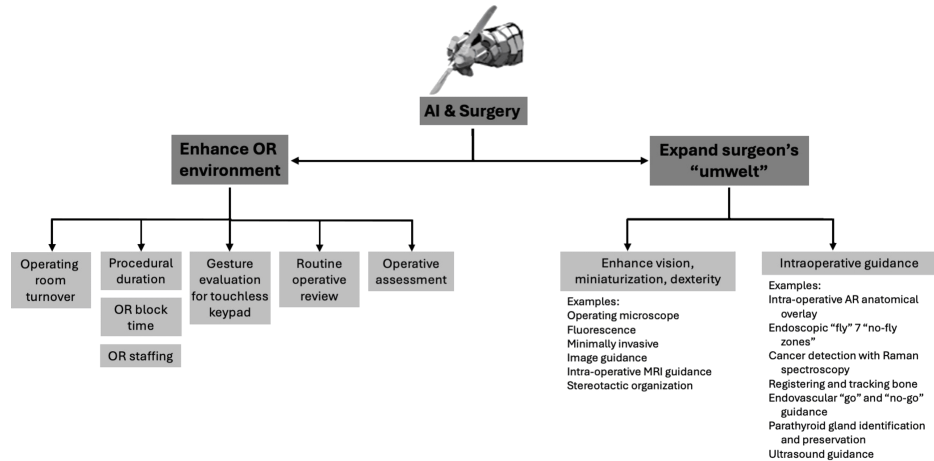 AI & Surgery
Enhance OR
environment
Expand surgeon’s
“umwelt”
Operating
room
turnover
Procedural
duration
OR block
time
OR staffing
Gesture
evaluation
for touchless
keypad
Routine
operative
review
Operative
assessment
Enhance vision,
miniaturization, dexterity
Examples:
Operating microscope
Fluorescence
Minimally invasive
Image guidance
Intra-operative MRI guidance
Stereotactic organization
Intraoperative guidance
Examples:
Intra-operative AR anatomical
overlay
Endoscopic “fly” 7 “no-fly
zones”
Cancer detection with Raman
spectroscopy
Registering and tracking bone
Endovascular “go” and “no-go”
guidance
Parathyroid gland identification
and preservation
Ultrasound guidance